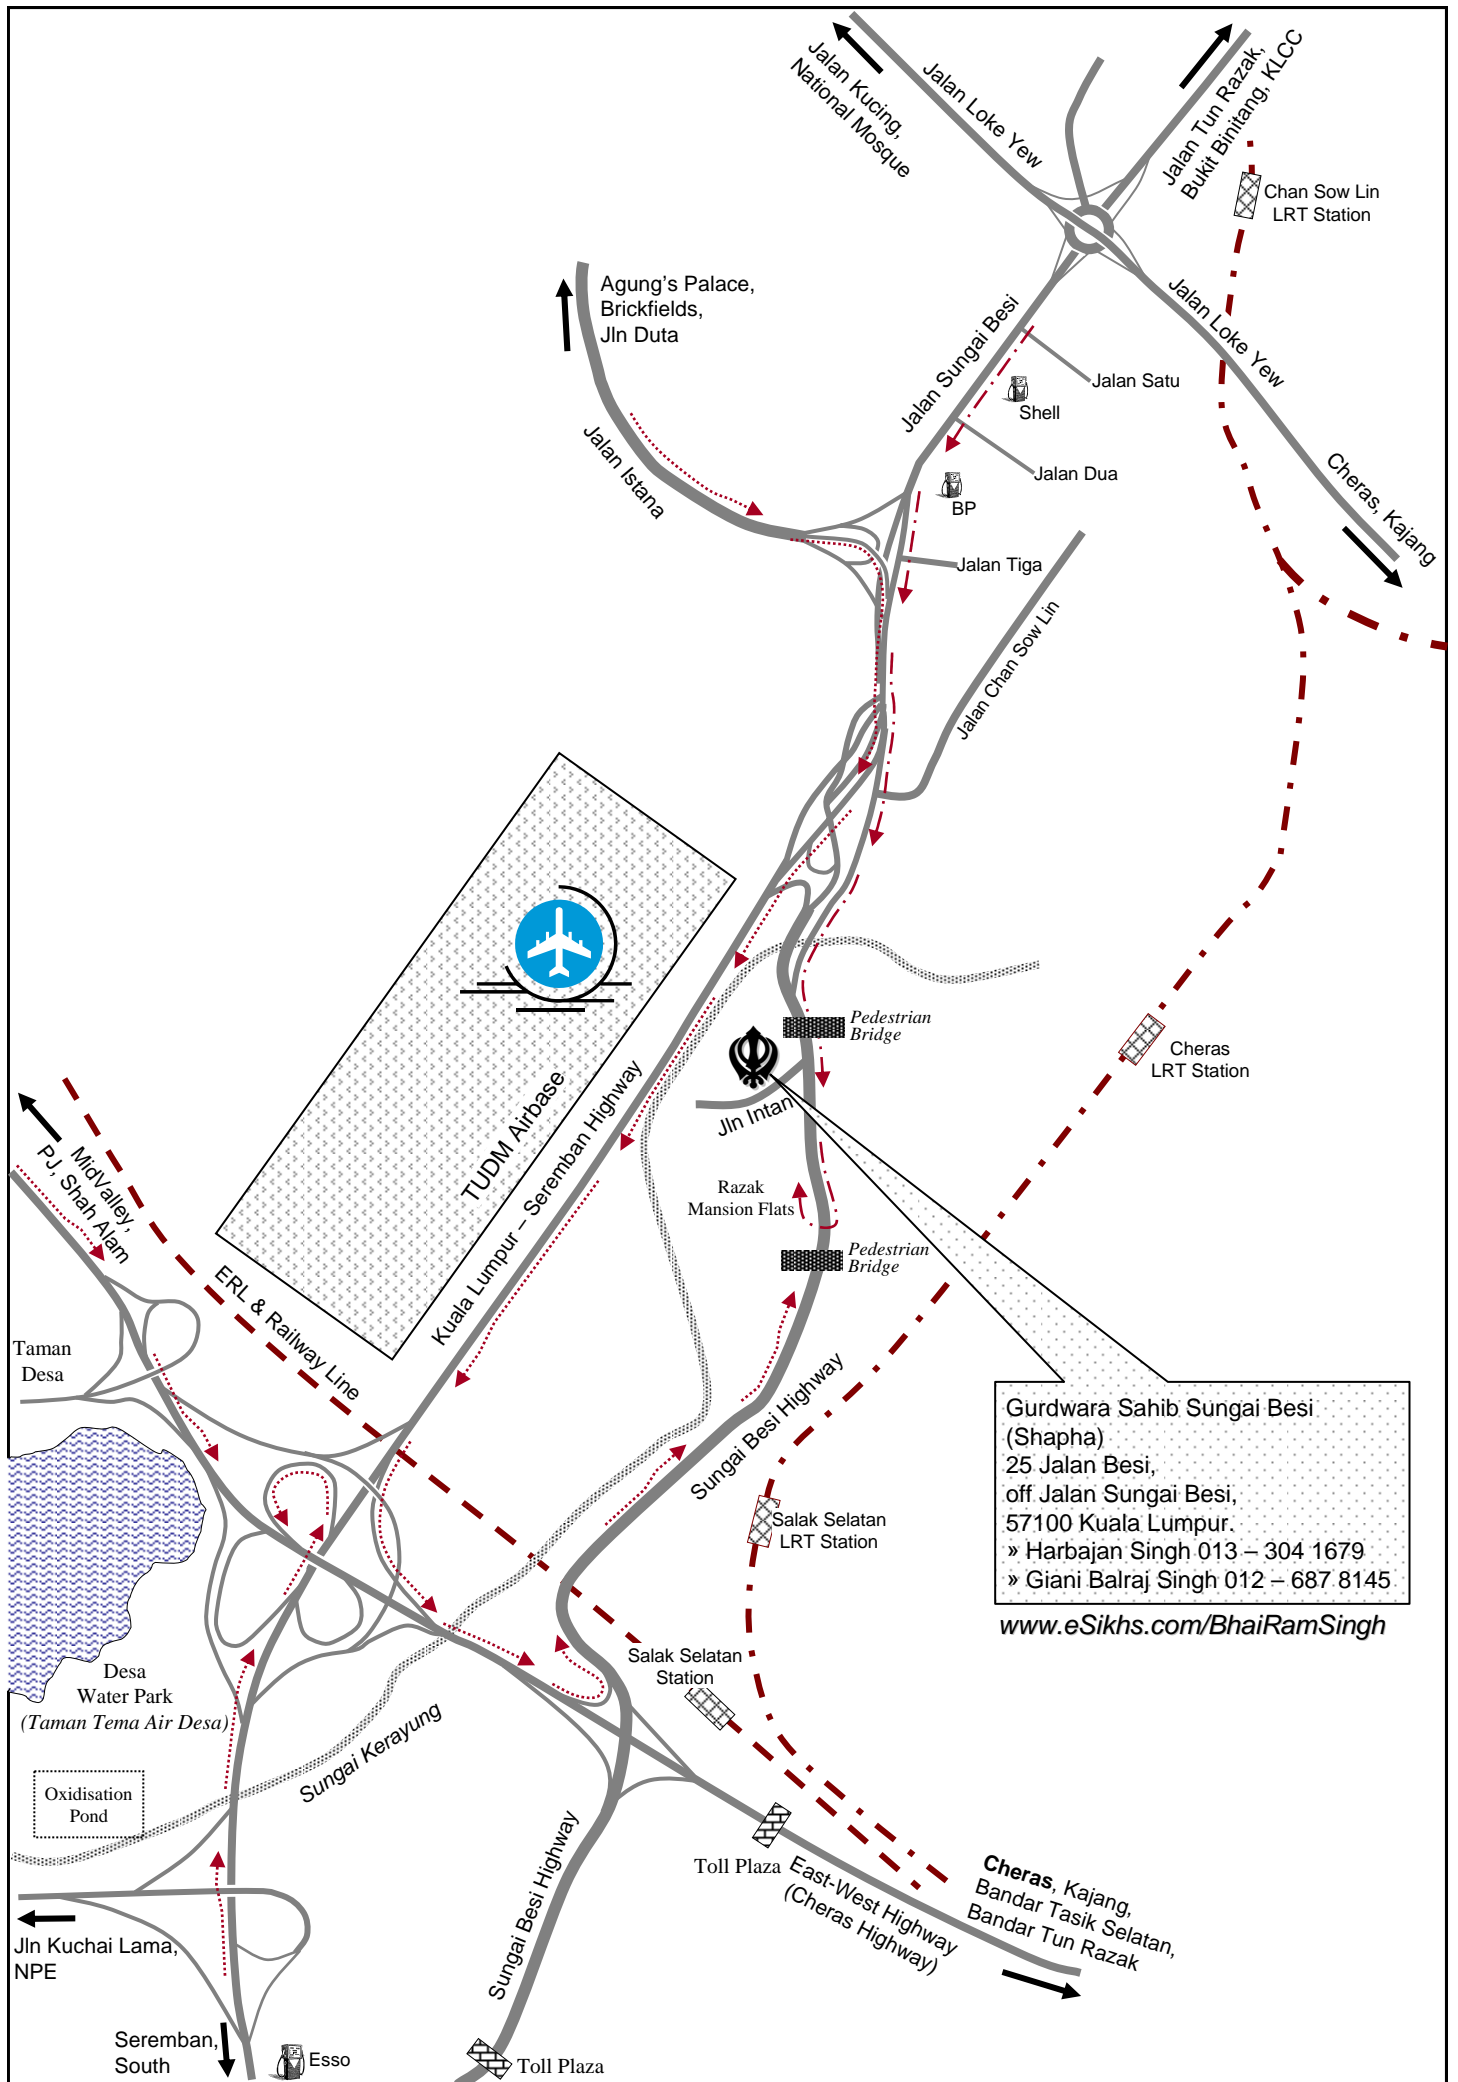 Jalan Kucing,
National Mosque
Jalan Loke Yew
Jalan Tun Razak,
Bukit Binitang, KLCC
Chan Sow Lin
LRT Station
Agung's Palace,
Brickfields,
Jln Duta
Jalan Sungai Besi
Jalan Loke Yew
Jalan Satu
Shell
Jalan Istana
Jalan Dua
Cheras, Kajang
BP
Jalan Tiga
Jalan Chan Sow Lin
Pedestrian
Bridge
Cheras
LRT Station
TUDM Airbase
Kuala Lumpur – Seremban Highway
Jln Intan
MidValley,
PJ, Shah Alam
Razak
Mansion Flats
Pedestrian
Bridge
ERL & Railway Line
Taman
Desa
Sungai Besi Highway
Gurdwara Sahib Sungai Besi
(Shapha)
25 Jalan Besi,
off Jalan Sungai Besi,
57100 Kuala Lumpur.
» Harbajan Singh 013 – 304 1679
» Giani Balraj Singh 012 – 687 8145
www.eSikhs.com/BhaiRamSingh
Salak Selatan
LRT Station
Salak Selatan
Station
Desa
Water Park
(Taman Tema Air Desa)
Sungai Kerayung
Oxidisation
Pond
Toll Plaza
East-West Highway
(Cheras Highway)
Cheras, Kajang,
Bandar Tasik Selatan,
Bandar Tun Razak
Sungai Besi Highway
Jln Kuchai Lama,
NPE
Seremban,
South
Esso
Toll Plaza